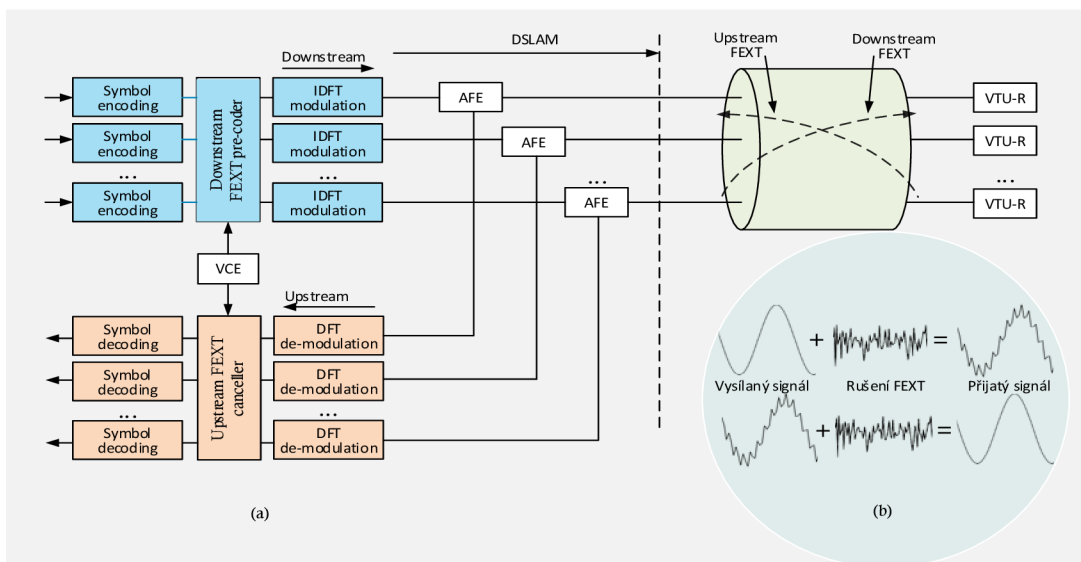 Downstream
DSLAM
Upstream
FEXT
Downstream
FEXT
Symbol
encoding
Symbol
encoding
...
Symbol
encoding
Downstream
FEXT pre-coder
IDFT
modulation
IDFT
modulation
...
IDFT
modulation
AFE
AFE
...
AFE
VTU-R
VTU-R
...
VTU-R
VCE
Upstream
Symbol
decoding
Symbol
decoding
...
Symbol
decoding
Upstream FEXT
canceller
DFT
de-modulation
DFT
de-modulation
...
DFT
de-modulation
+
=
Vysílaný signál
Rušení FEXT
Přijatý signál
+
=
(a)
(b)